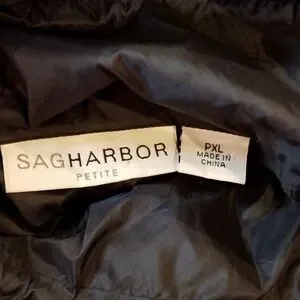 SAGHARBOR
PETITE
PXL
MADE IN
CHINA